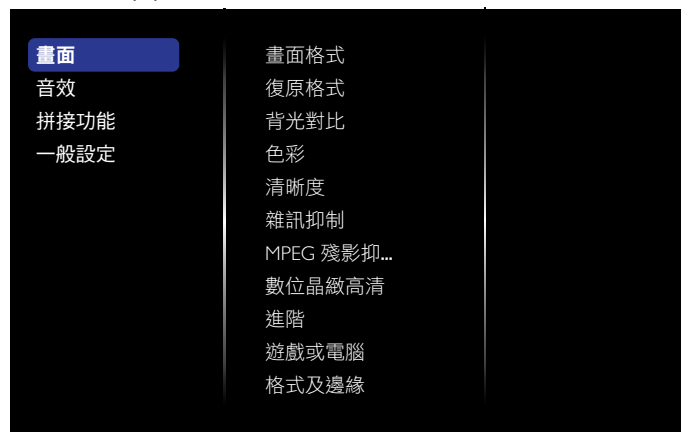 畫面
音效
拼接功能
一般設定
畫面格式
復原格式
背光對比
色彩
清晰度
雜訊抑制
MPEG 殘影抑...
數位晶緻高清
進階
遊戲或電腦
格式及邊緣